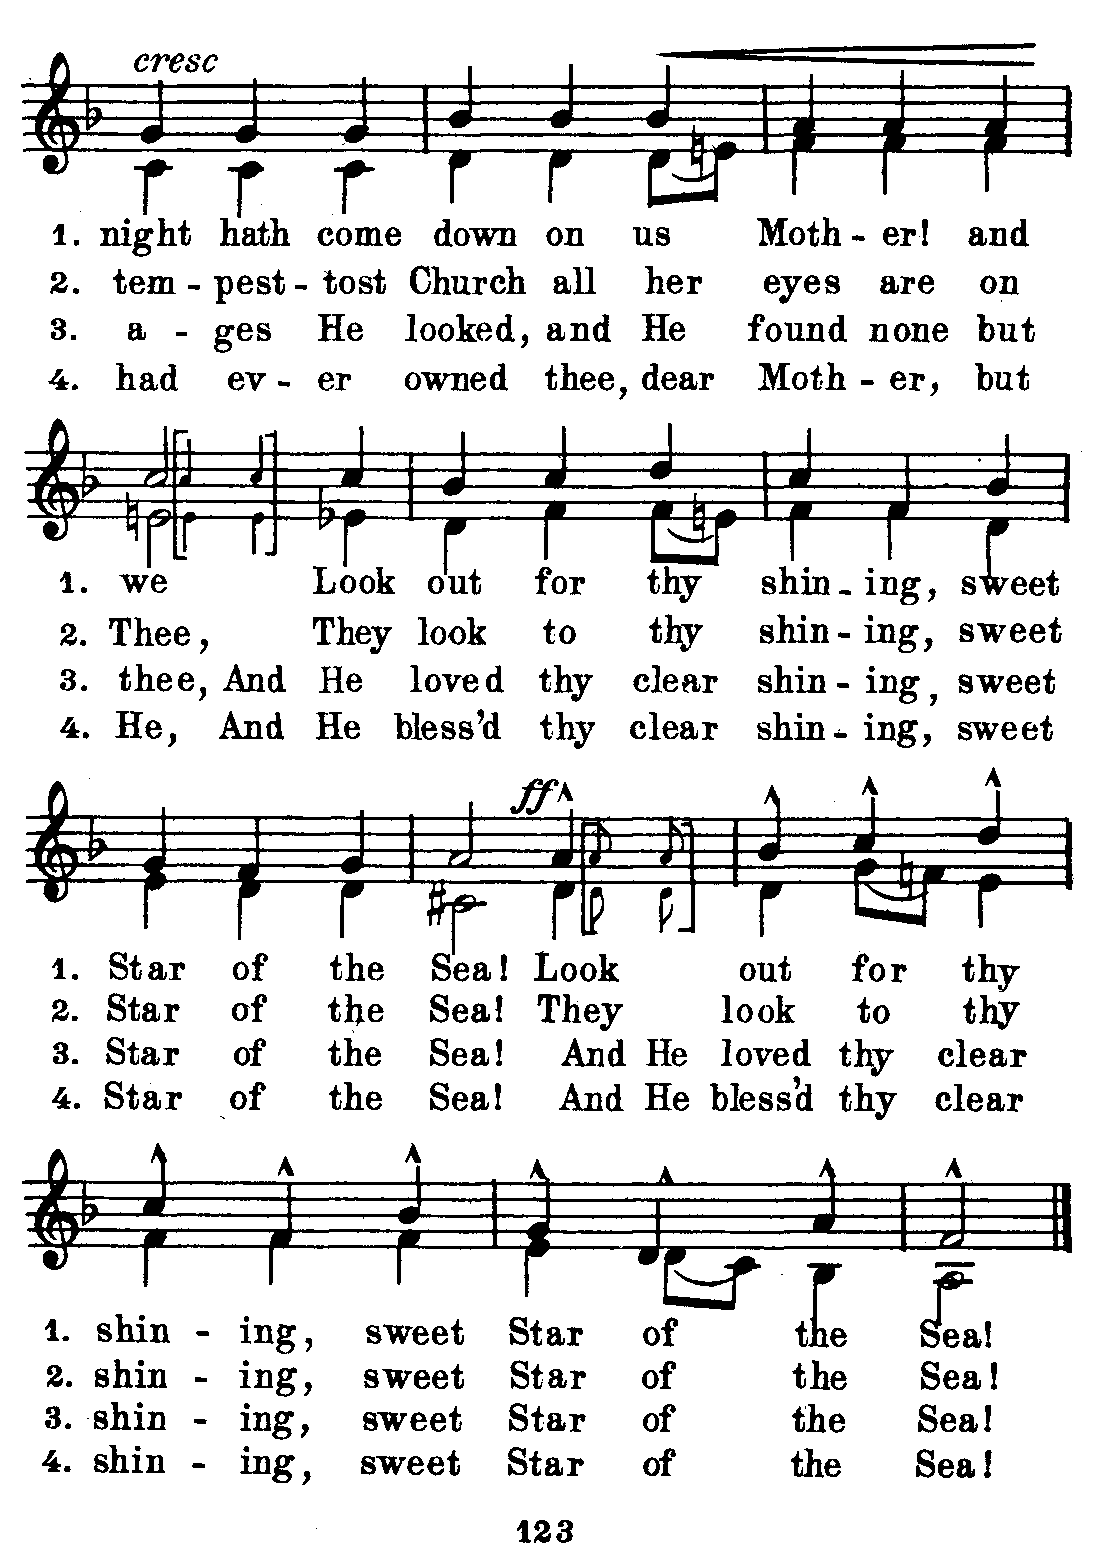 cresc
1. night hath come down on us Moth - er! and
2. tem - pest - tost Church all her eyes are on
3. a - ges He looked, and He found none but
4. had ev - er owned thee, dear Moth - er, but
1. we Look out for thy shin - ing, sweet
2. Thee, They look to thy shin - ing, sweet
3. thee, And He loved thy clear shin - ing, sweet
4. He, And He bless'd thy clear shin - ing, sweet
ff
1. Star of the Sea! Look out for thy
2. Star of the Sea! They look to thy
3. Star of the Sea! And He loved thy clear
4. Star of the Sea! And He bless'd thy clear
1. shin - ing, sweet Star of the Sea!
2. shin - ing, sweet Star of the Sea!
3. shin - ing, sweet Star of the Sea!
4. shin - ing, sweet Star of the Sea!
123